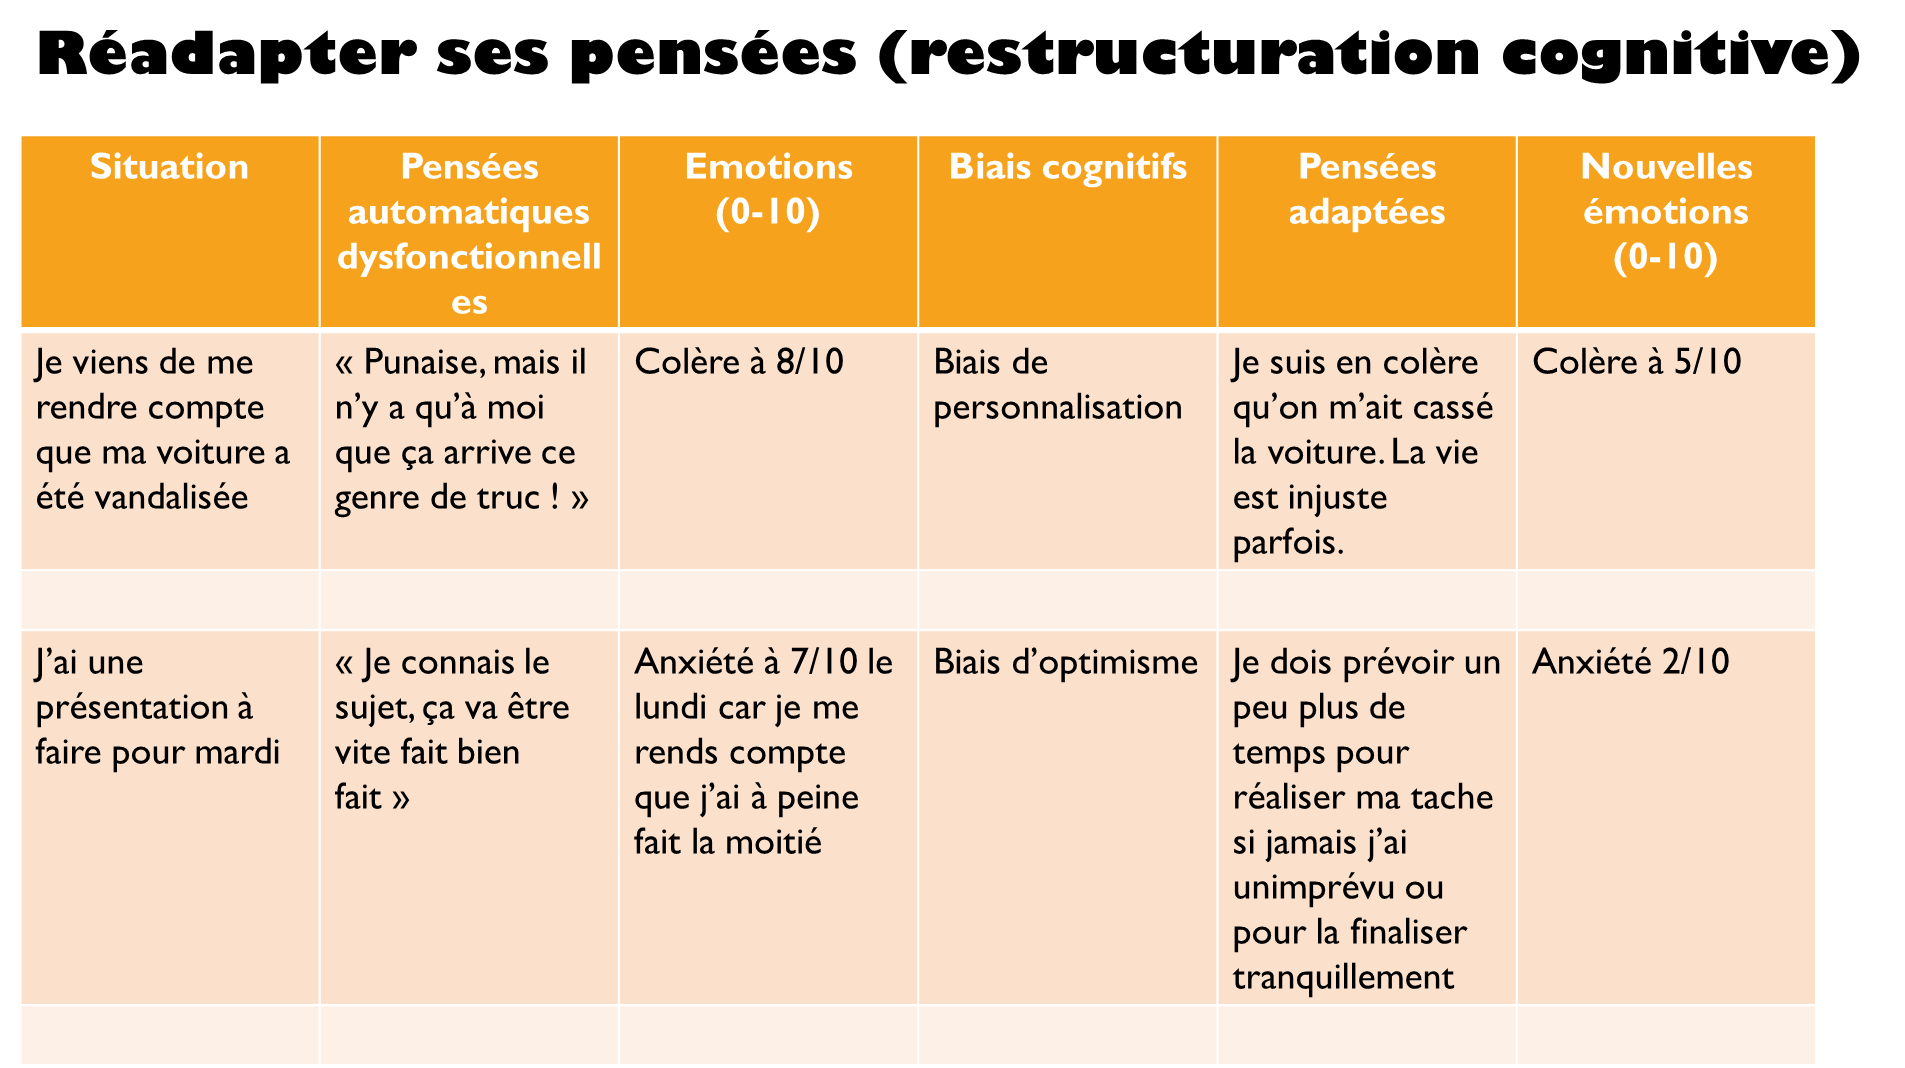 Réadapter ses pensées (restructuration cognitive)
Situation
Pensées
automatiques
dysfonctionnell
es
Emotions
(0-10)
Biais cognitifs
Pensées
adaptées
Nouvelles
émotions
(0-10)
Je viens de me
rendre compte
que ma voiture a
été vandalisée
« Punaise, mais il
n’y a qu’à moi
que ça arrive ce
genre de truc ! »
Colère à 8/10
Biais de
personnalisation
Je suis en colère
qu’on m’ait cassé
la voiture. La vie
est injuste
parfois.
Colère à 5/10
J’ai une
présentation à
faire pour mardi
« Je connais le
sujet, ça va être
vite fait bien
fait »
Anxiété à 7/10 le
lundi car je me
rends compte
que j’ai à peine
fait la moitié
Biais d’optimisme
Je dois prévoir un
peu plus de
temps pour
réaliser ma tache
si jamais j’ai
unimprévu ou
pour la finaliser
tranquillement
Anxiété 2/10